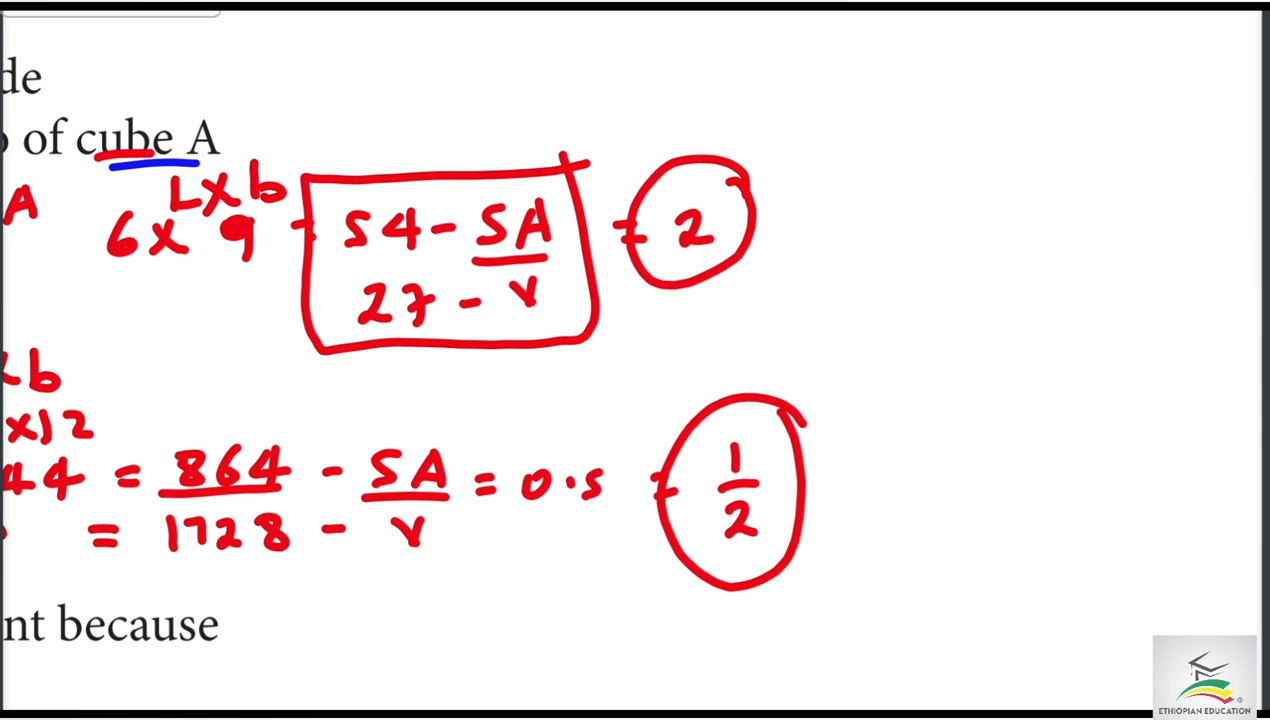 de
of cube A
A L x b
6 x 9 = 54 - SA = 2
27 - V
x b
x 12
44 = 864 - SA = 0.5 = 1
= 1728 - V 2
nt because
ETHIOPIAN EDUCATION